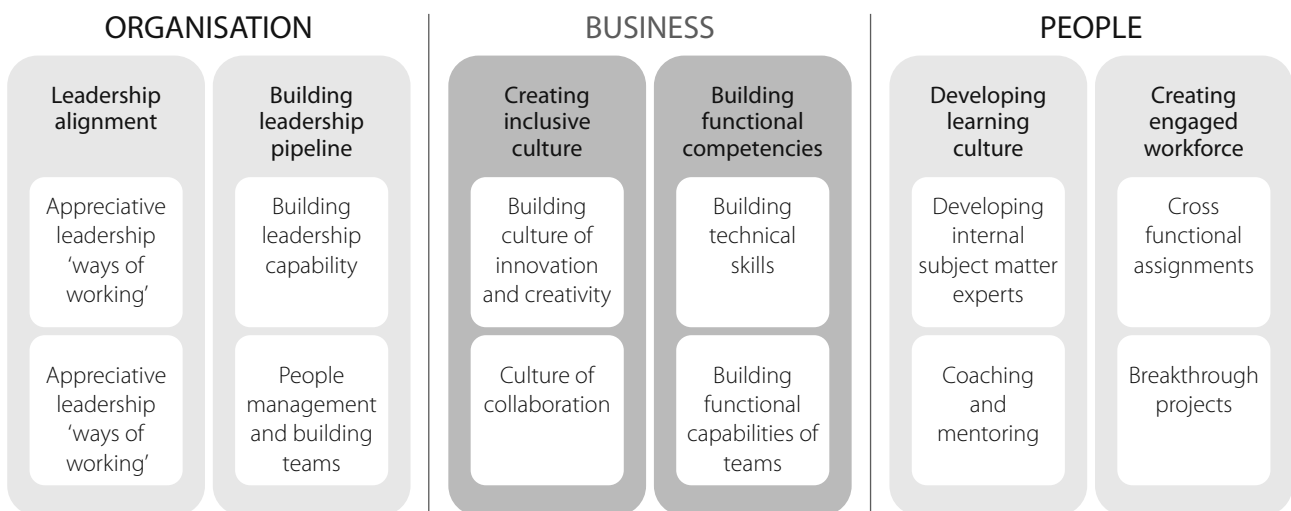 ORGANISATION
Leadership
alignment
Appreciative
leadership
‘ways of
working’
Appreciative
leadership
‘ways of
working’
Building
leadership
pipeline
Building
leadership
capability
People
management
and building
teams
BUSINESS
Creating
inclusive
culture
Building
culture of
innovation
and creativity
Culture of
collaboration
Building
functional
competencies
Building
technical
skills
Building
functional
capabilities of
teams
PEOPLE
Developing
learning
culture
Developing
internal
subject matter
experts
Coaching
and
mentoring
Creating
engaged
workforce
Cross
functional
assignments
Breakthrough
projects